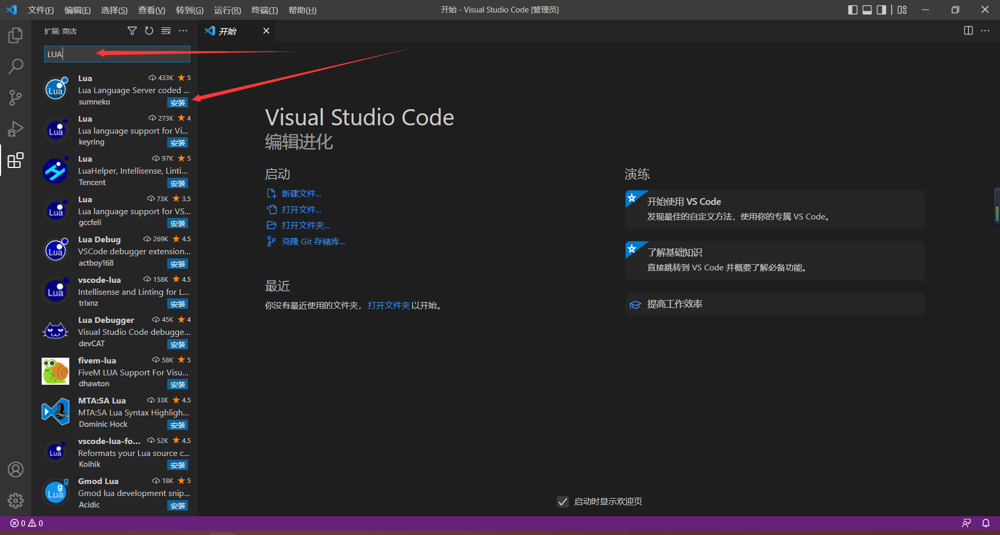 文件(F) 编辑(E) 选择(S) 查看(V) 转到(G) 运行(R) 终端(T) 帮助(H)
开始 - Visual Studio Code [管理员]
扩展: 商店
开始
LUA
Lua 433K 5
Lua Language Server coded ...
sumneko 安装
Lua 273K 4
Lua language support for Vi...
keyring 安装
Lua 97K 5
LuaHelper, Intellisense, Linti...
Tencent 安装
Lua 73K 3.5
Lua language support for VS...
gccfeli 安装
Lua Debug 269K 4.5
VSCode debugger extension...
actboy168 安装
vscode-lua 158K 4.5
Intellisense and Linting for L...
trixnz 安装
Lua Debugger 45K 4
Visual Studio Code debugge...
devCAT 安装
fivem-lua 58K 5
FiveM LUA Support For Visu...
dhawton 安装
MTA:SA Lua 33K 4.5
MTA:SA Lua Syntax Highligh...
Dominic Hock 安装
vscode-lua-fo... 52K 4.5
Reformats your Lua source c...
Koihik 安装
Gmod Lua 18K 5
Gmod lua development snip...
Acidic 安装
Visual Studio Code
编辑进化
启动
新建文件...
打开文件...
打开文件夹...
克隆 Git 存储库...
最近
你没有最近使用的文件夹，打开文件夹以开始。
演练
开始使用 VS Code
发现最佳的自定义方法，使用你的专属 VS Code。
了解基础知识
直接跳转到 VS Code 并概要了解必备功能。
提高工作效率
启动时显示欢迎页
0 0